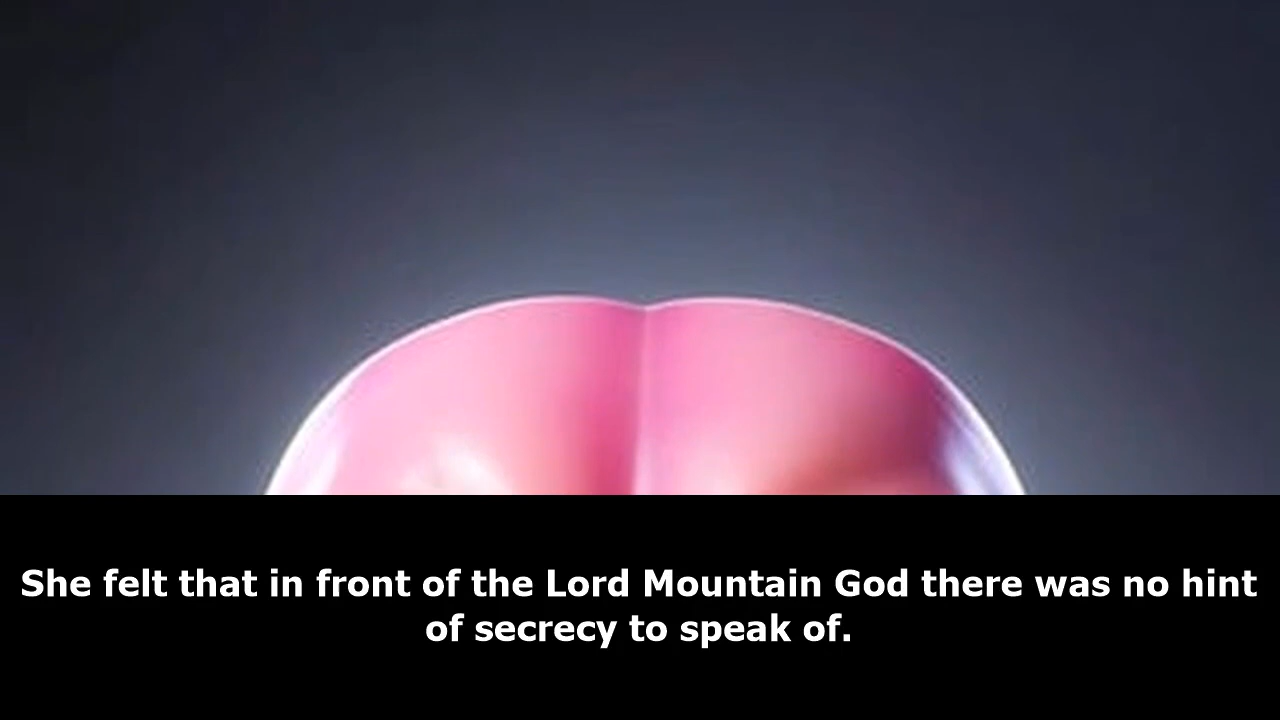 She felt that in front of the Lord Mountain God there was no hint
of secrecy to speak of.